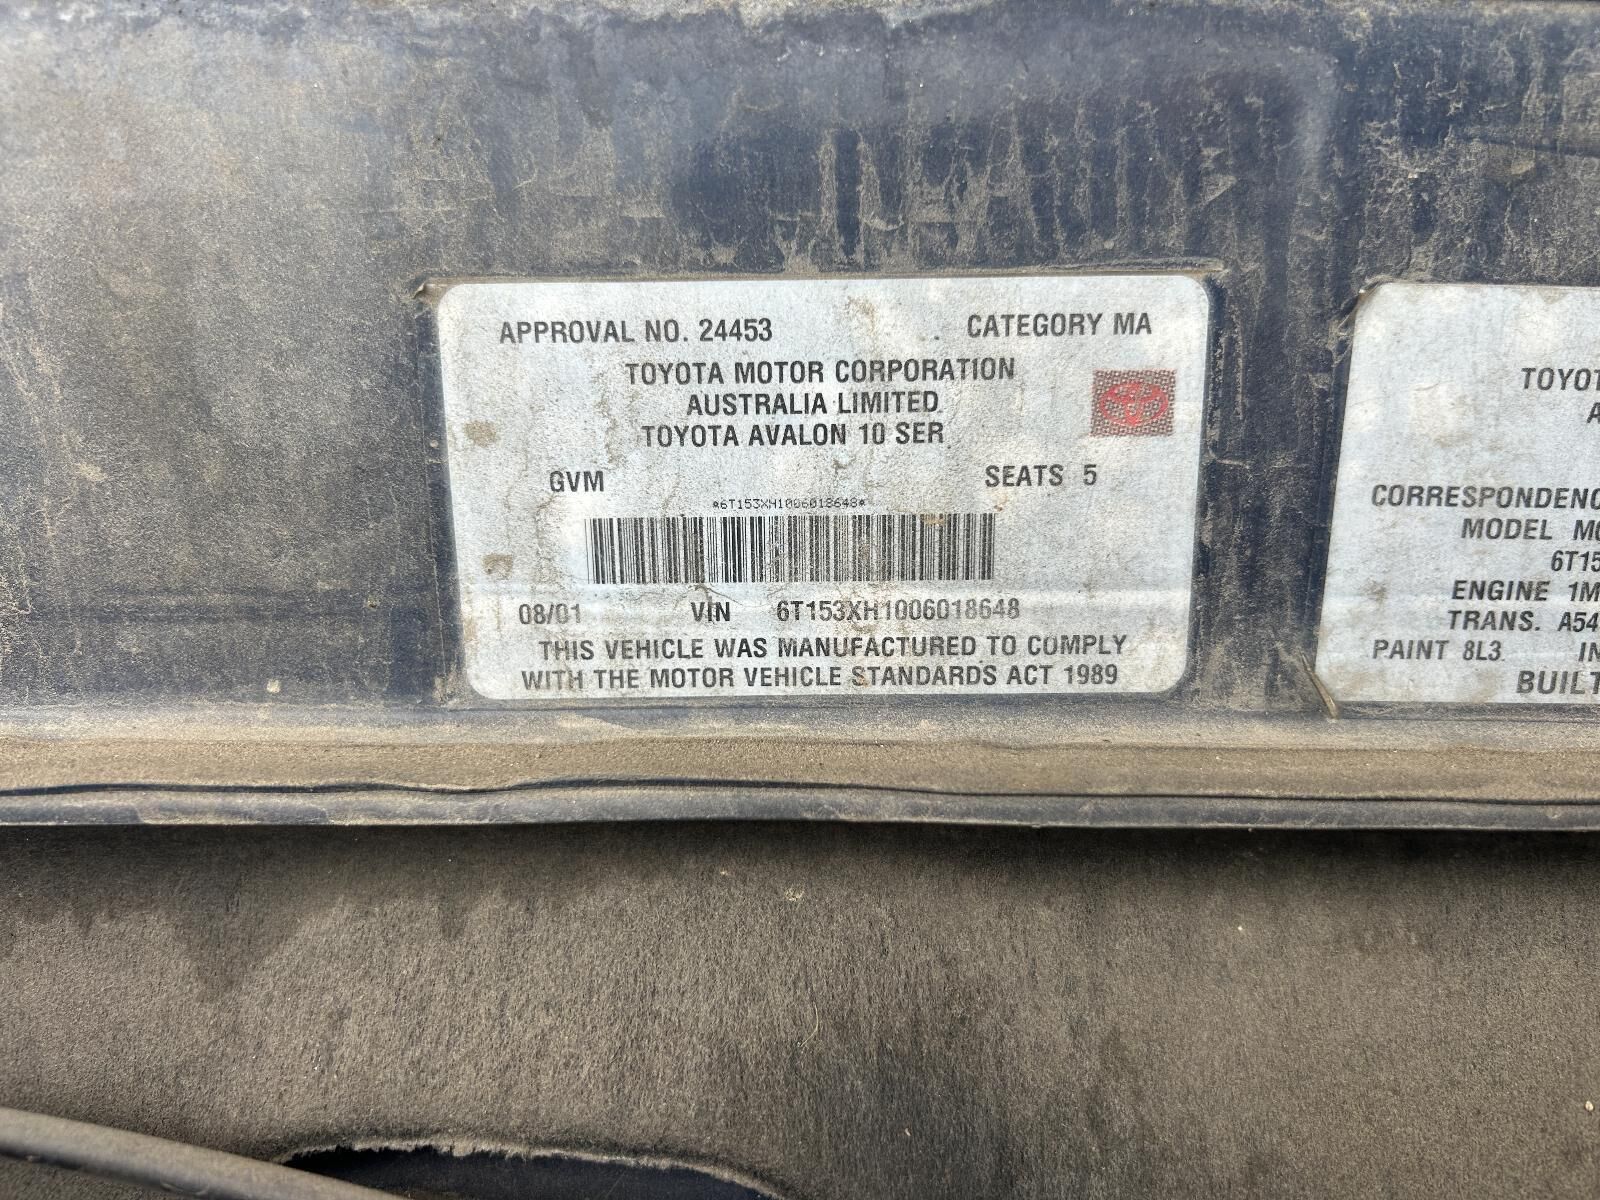 APPROVAL NO. 24453 CATEGORY MA
TOYOTA MOTOR CORPORATION
AUSTRALIA LIMITED
TOYOTA AVALON 10 SER
GVM SEATS 5
*6T153XH1006018648*
08/01 VIN 6T153XH1006018648
THIS VEHICLE WAS MANUFACTURED TO COMPLY
WITH THE MOTOR VEHICLE STANDARDS ACT 1989
TOYOT
A
CORRESPONDENC
MODEL MO
6T15
ENGINE 1M
TRANS. A54
PAINT 8L3 IN
BUILT